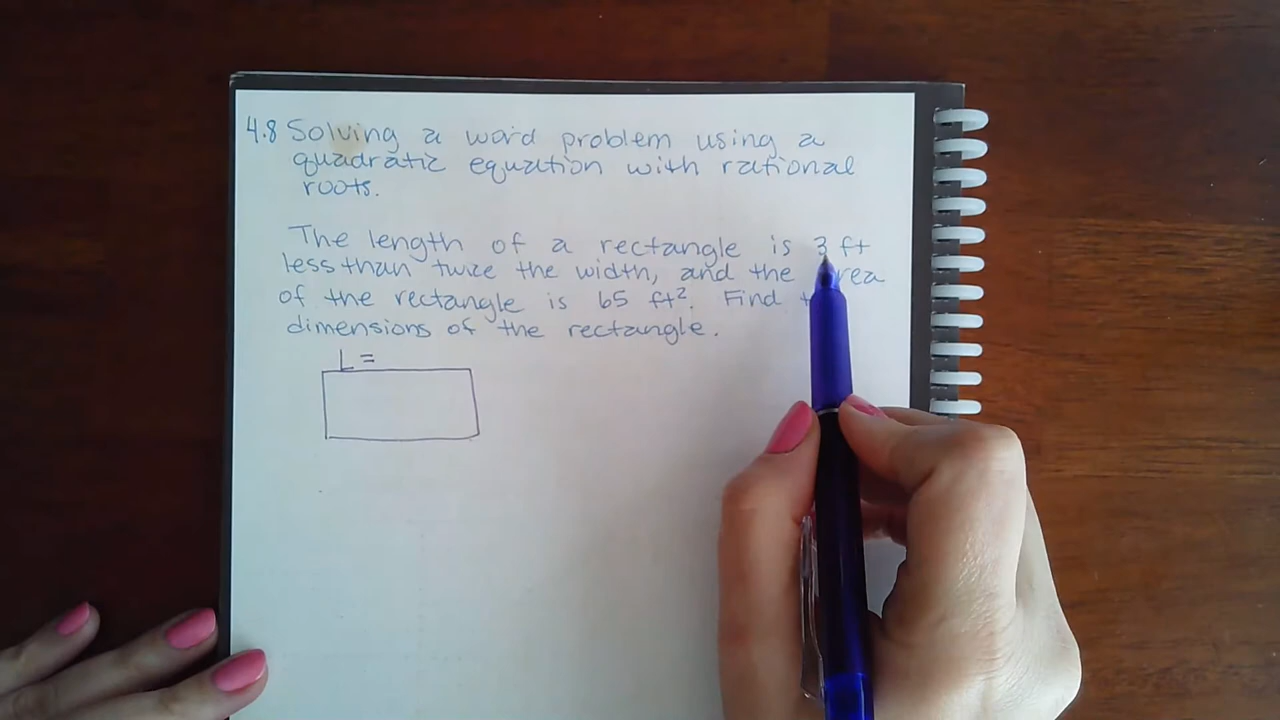 4.8 Solving a word problem using a
quadratic equation with rational
roots.
The length of a rectangle is 3 ft
less than twice the width, and the
of the rectangle is 65 ft². Find
dimensions of the rectangle.
L =